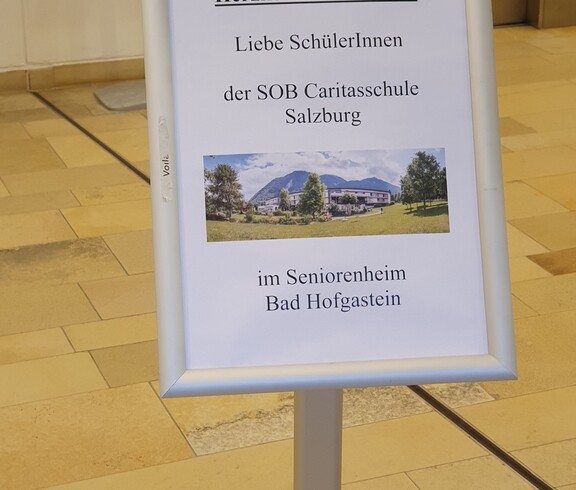 Liebe SchülerInnen
der SOB Caritasschule
Salzburg
im Seniorenheim
Bad Hofgastein